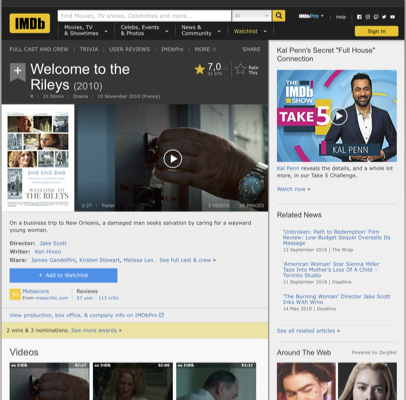 IMDb
Find Movies, TV shows, Celebrities and more...
All
IMDbPro
Help
Movies, TV
& Showtimes
Celebs, Events
& Photos
News &
Community
Watchlist
Sign in
FULL CAST AND CREW | TRIVIA | USER REVIEWS | IMDbPro | MORE
SHARE
Welcome to the
Rileys (2010)
7,0
Rate
This
R | 1h 50min | Drama | 10 November 2010 (France)
WELCOME TO
THE RILEYS
2:27 | Trailer
3 VIDEOS
IMAGES
On a business trip to New Orleans, a damaged man seeks salvation by caring for a wayward
young woman.
Director: Jake Scott
Writer: Ken Hixon
Stars: James Gandolfini, Kristen Stewart, Melissa Leo | See full cast & crew »
+ Add to Watchlist
Metascore
From metacritic.com
Reviews
57 user | 113 critic
View production, box office, & company info on IMDbPro
2 wins & 3 nominations. See more awards »
Videos
IMDb
02:27
IMDb
02:08
IMDb
01:32
Kal Penn's Secret "Full House"
Connection
THE
IMDb
SHOW
TAKE 5
KAL PENN
Kal Penn reveals the details, and a whole lot
more, in our Take 5 Challenge.
Watch now »
Related News
'Unbroken: Path to Redemption' Film
Review: Low-Budget Sequel Oversells Its
Message
13 September 2018 | The Wrap
'American Woman' Star Sienna Miller
Taps Into Mother's Loss Of A Child –
Toronto Studio
11 September 2018 | Deadline
'The Burning Woman' Director Jake Scott
Inks With Wme
14 May 2018 | Deadline
See all related articles »
Around The Web
Powered by ZergNet